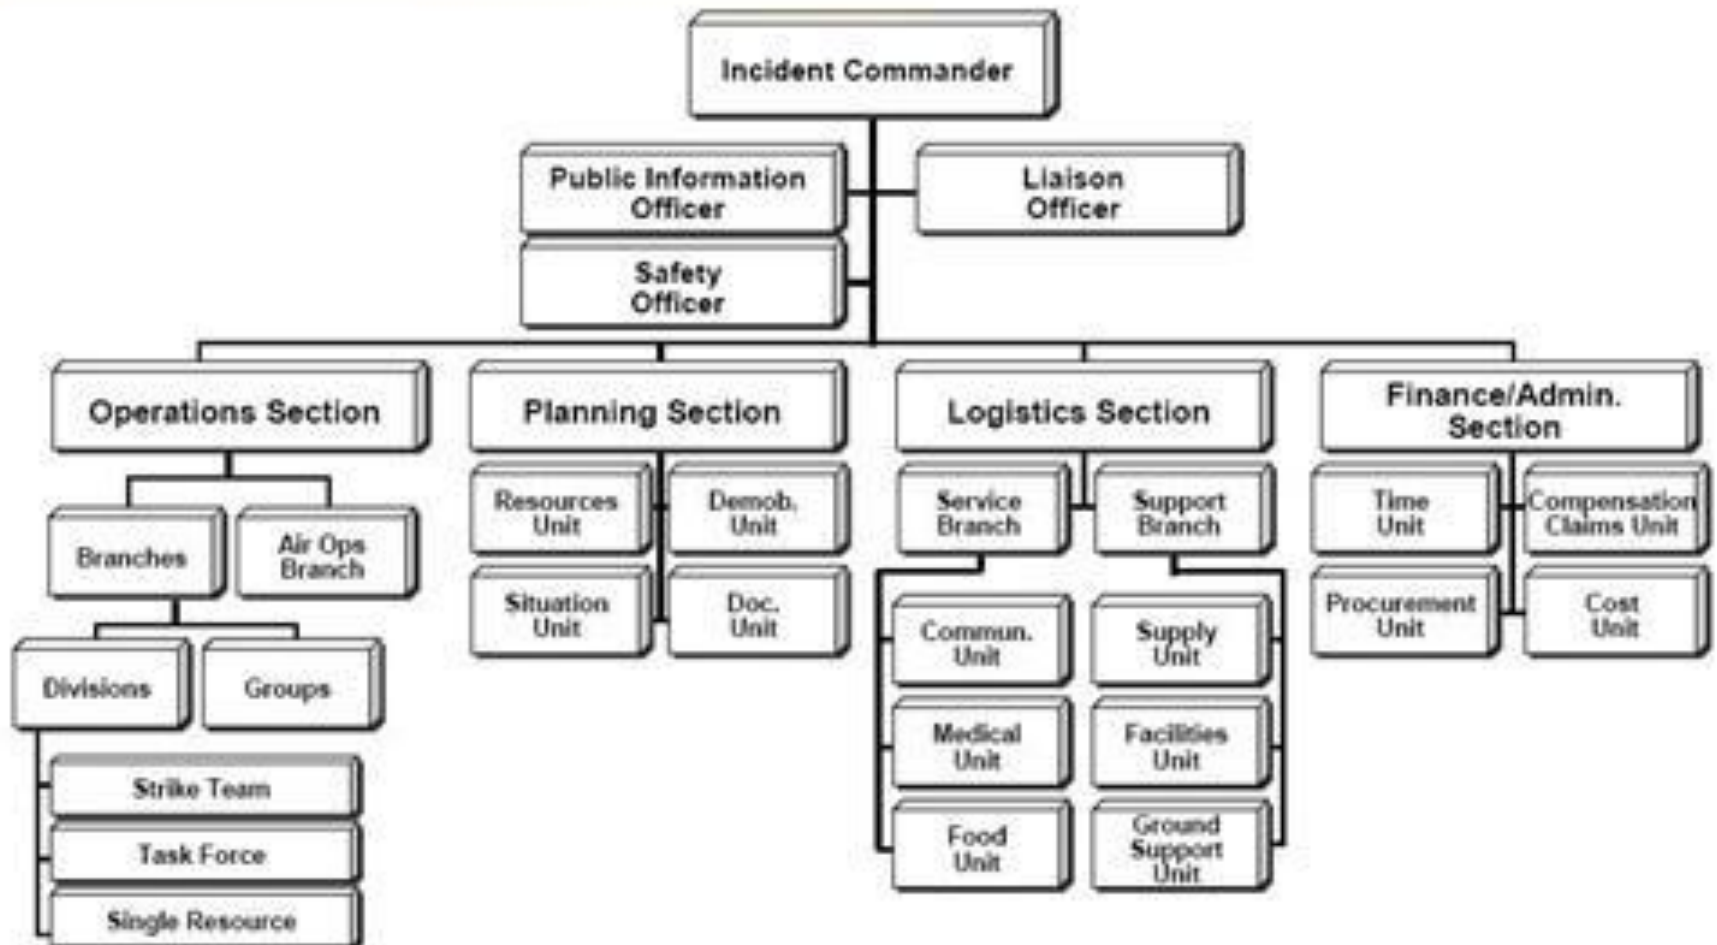 Incident Commander
Public Information
Officer
Liaison
Officer
Safety
Officer
Operations Section
Planning Section
Logistics Section
Finance/Admin.
Section
Branches
Air Ops
Branch
Divisions
Groups
Strike Team
Task Force
Single Resource
Resources
Unit
Demob.
Unit
Situation
Unit
Doc.
Unit
Service
Branch
Support
Branch
Commun.
Unit
Supply
Unit
Medical
Unit
Facilities
Unit
Food
Unit
Ground
Support
Unit
Time
Unit
Compensation
Claims Unit
Procurement
Unit
Cost
Unit